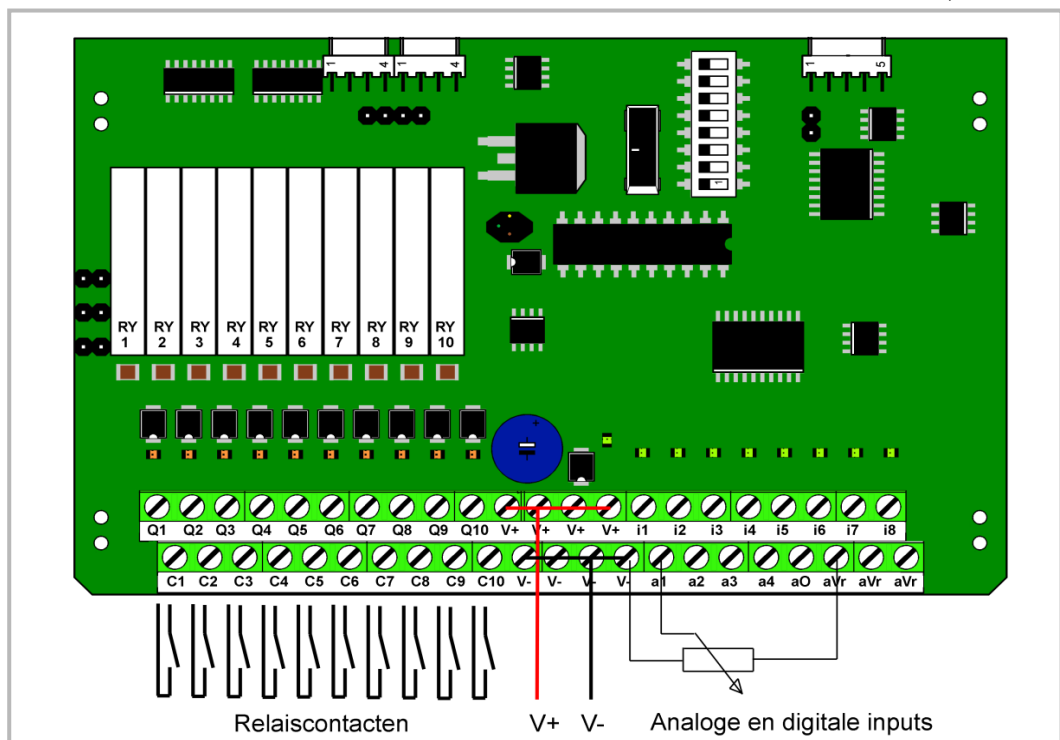 1 4 1 4 1 5
1
RY RY RY RY RY RY RY RY RY RY
1 2 3 4 5 6 7 8 9 10
+
Q1 Q2 Q3 Q4 Q5 Q6 Q7 Q8 Q9 Q10 V+ V+ V+ V+ i1 i2 i3 i4 i5 i6 i7 i8
C1 C2 C3 C4 C5 C6 C7 C8 C9 C10 V- V- V- V- a1 a2 a3 a4 aO aVr aVr aVr
Relaiscontacten V+ V- Analoge en digitale inputs